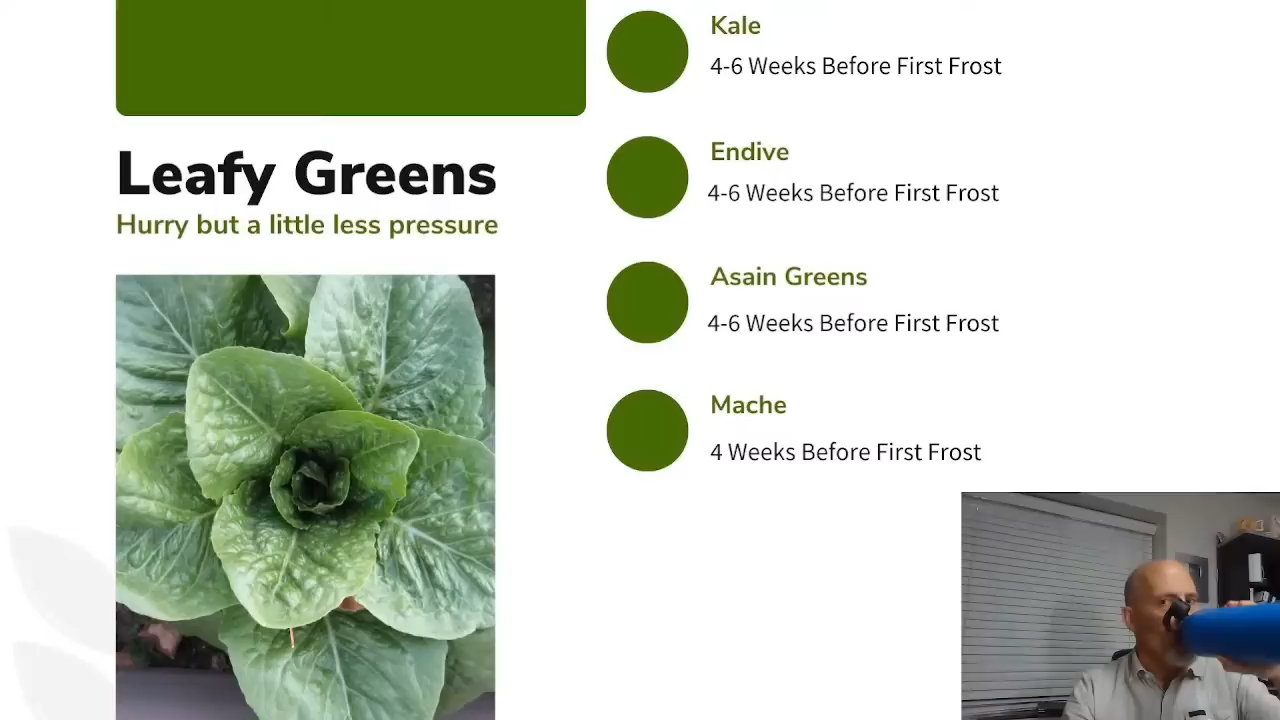 Leafy Greens
Hurry but a little less pressure
Kale
4-6 Weeks Before First Frost
Endive
4-6 Weeks Before First Frost
Asain Greens
4-6 Weeks Before First Frost
Mache
4 Weeks Before First Frost